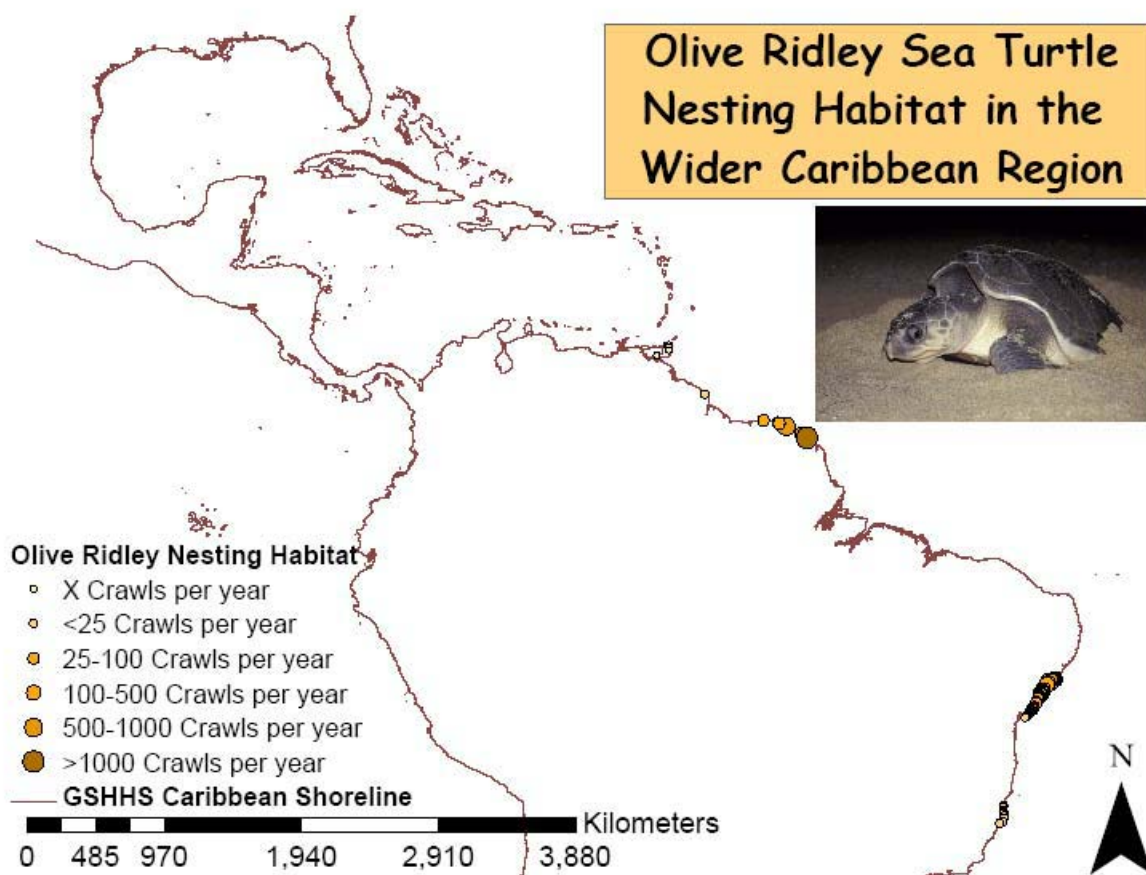 Olive Ridley Sea Turtle
Nesting Habitat in the
Wider Caribbean Region
Olive Ridley Nesting Habitat
X Crawls per year
<25 Crawls per year
25-100 Crawls per year
100-500 Crawls per year
500-1000 Crawls per year
>1000 Crawls per year
GSHHS Caribbean Shoreline
Kilometers
0 485 970 1,940 2,910 3,880
N